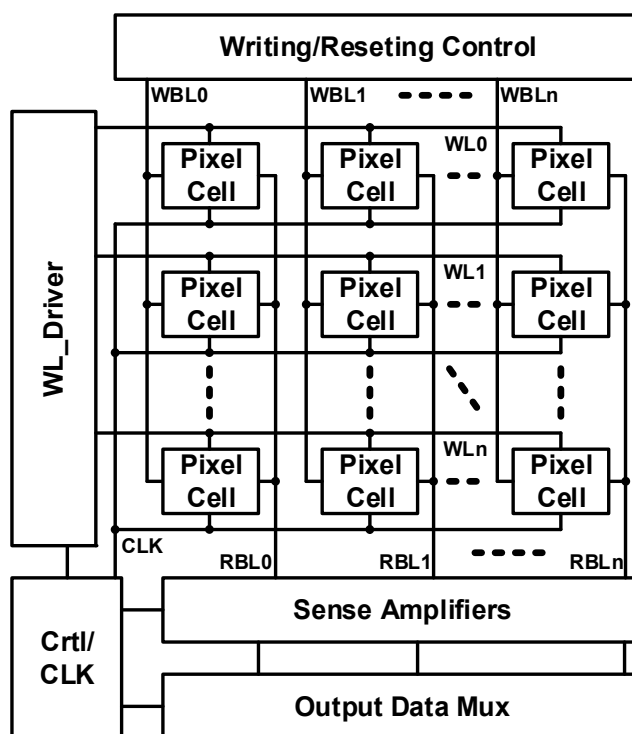 Writing/Reseting Control
WBL0 WBL1 WBLn
WL_Driver
WL0
Pixel Cell Pixel Cell Pixel Cell
WL1
Pixel Cell Pixel Cell Pixel Cell
WLn
Pixel Cell Pixel Cell Pixel Cell
CLK
RBL0 RBL1 RBLn
Crtl/
CLK
Sense Amplifiers
Output Data Mux